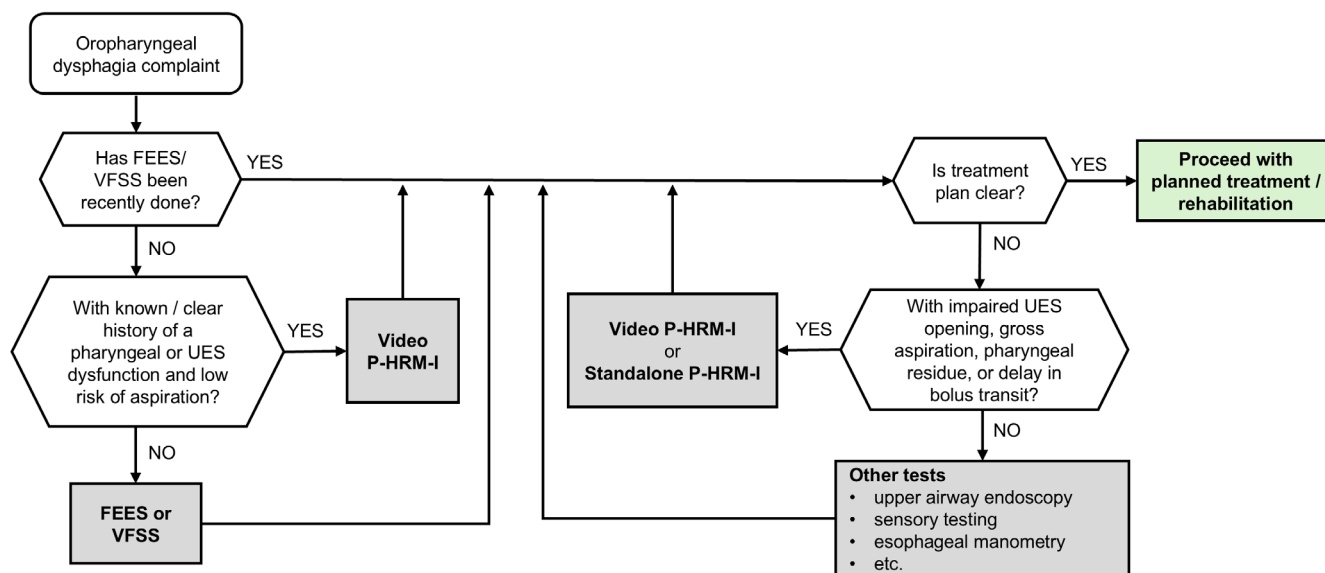 Oropharyngeal
dysphagia complaint
Has FEES/
VFSS been
recently done?
YES
NO
With known / clear
history of a
pharyngeal or UES
dysfunction and low
risk of aspiration?
YES
NO
Video
P-HRM-I
FEES or
VFSS
Is treatment
plan clear?
YES
NO
Proceed with
planned treatment /
rehabilitation
With impaired UES
opening, gross
aspiration, pharyngeal
residue, or delay in
bolus transit?
YES
NO
Video P-HRM-I
or
Standalone P-HRM-I
Other tests
• upper airway endoscopy
• sensory testing
• esophageal manometry
• etc.